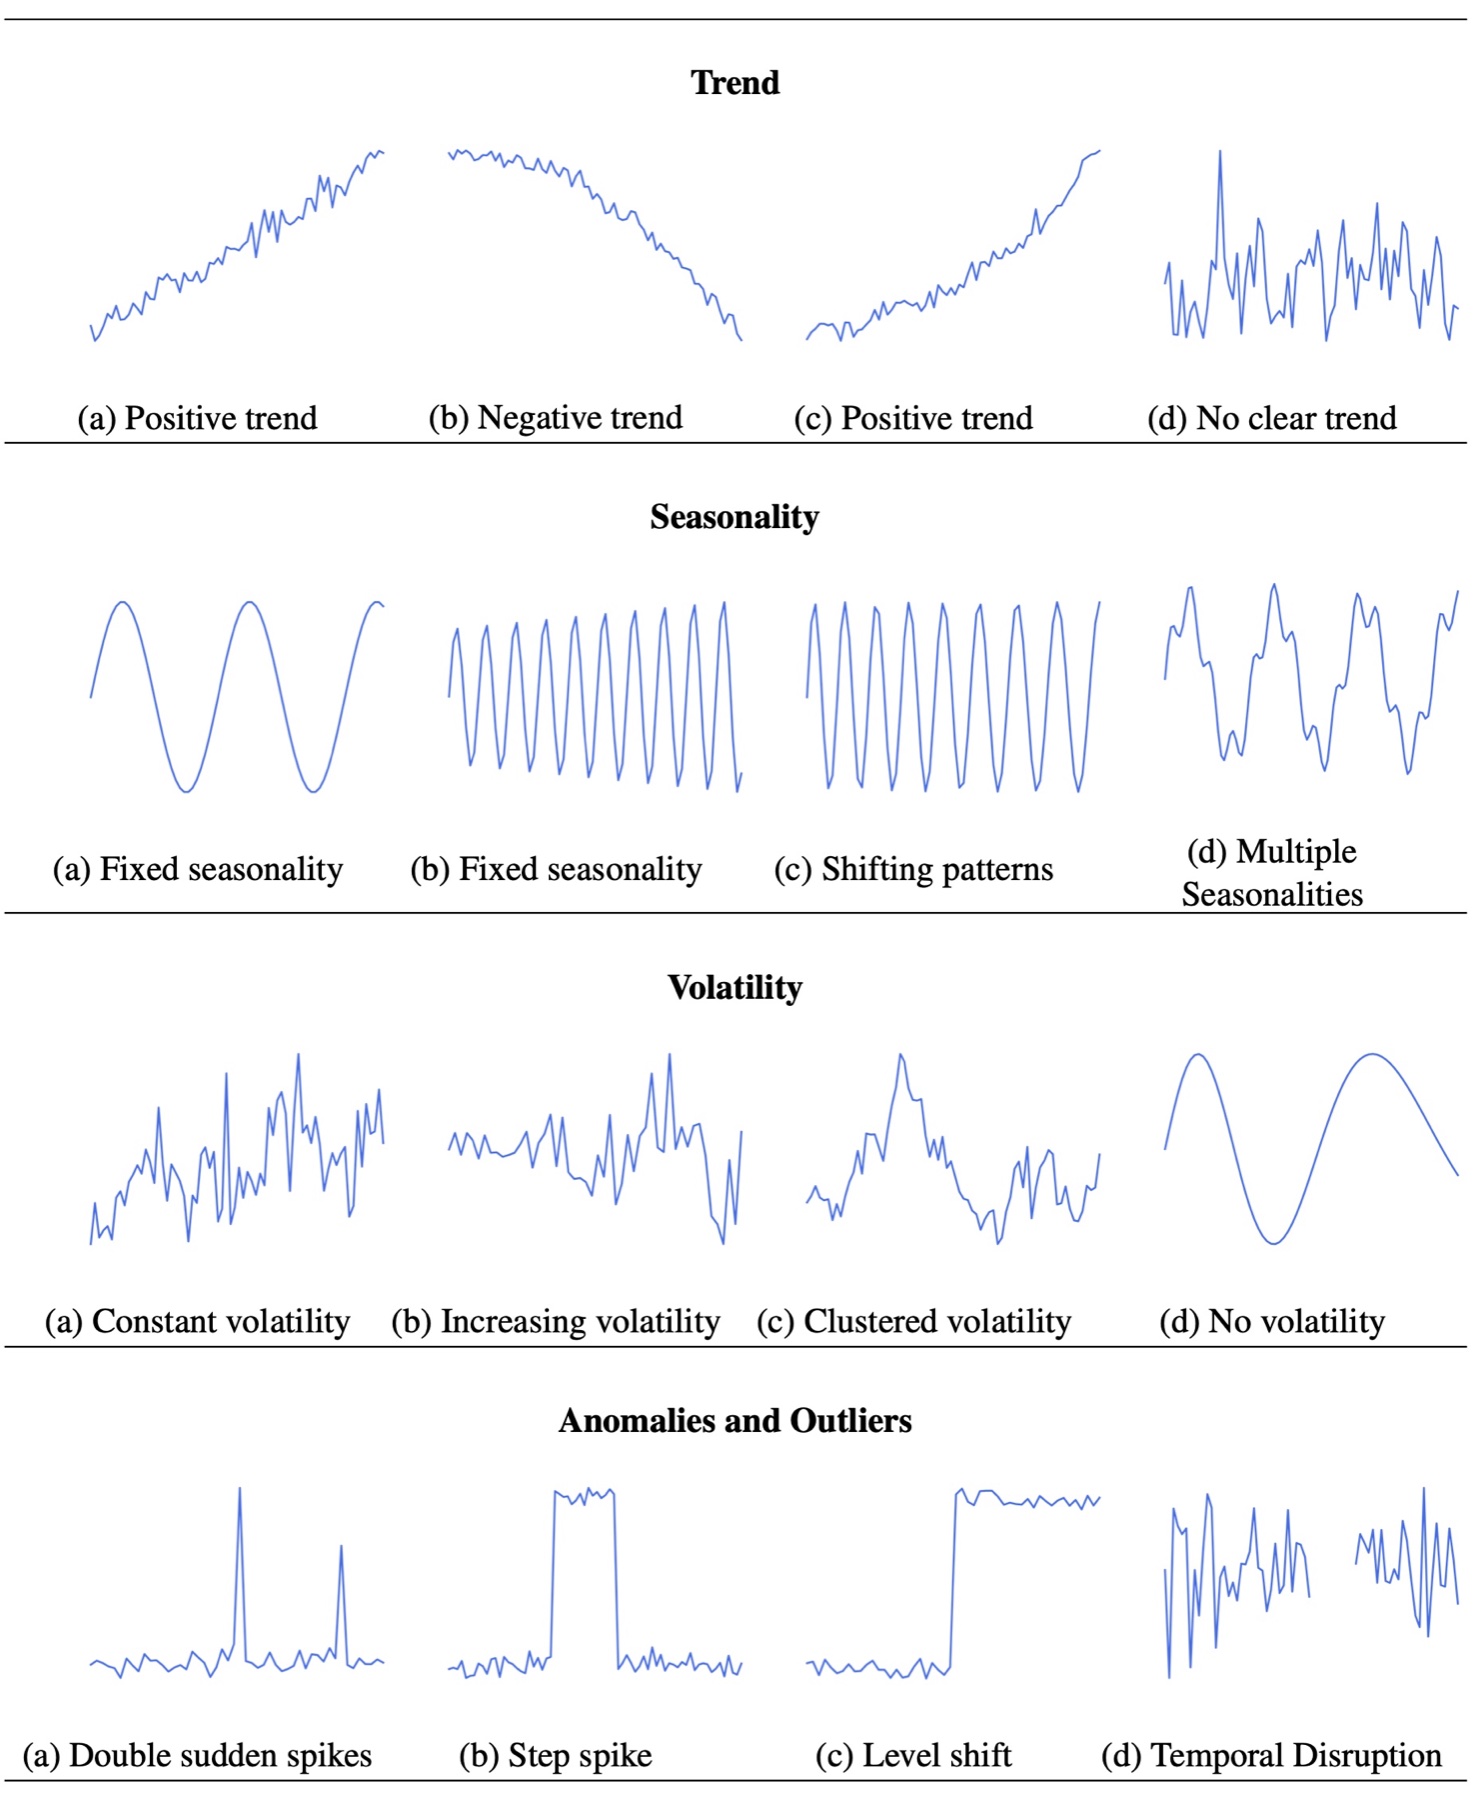 Trend
(a) Positive trend
(b) Negative trend
(c) Positive trend
(d) No clear trend
Seasonality
(a) Fixed seasonality
(b) Fixed seasonality
(c) Shifting patterns
(d) Multiple
Seasonalities
Volatility
(a) Constant volatility
(b) Increasing volatility
(c) Clustered volatility
(d) No volatility
Anomalies and Outliers
(a) Double sudden spikes
(b) Step spike
(c) Level shift
(d) Temporal Disruption